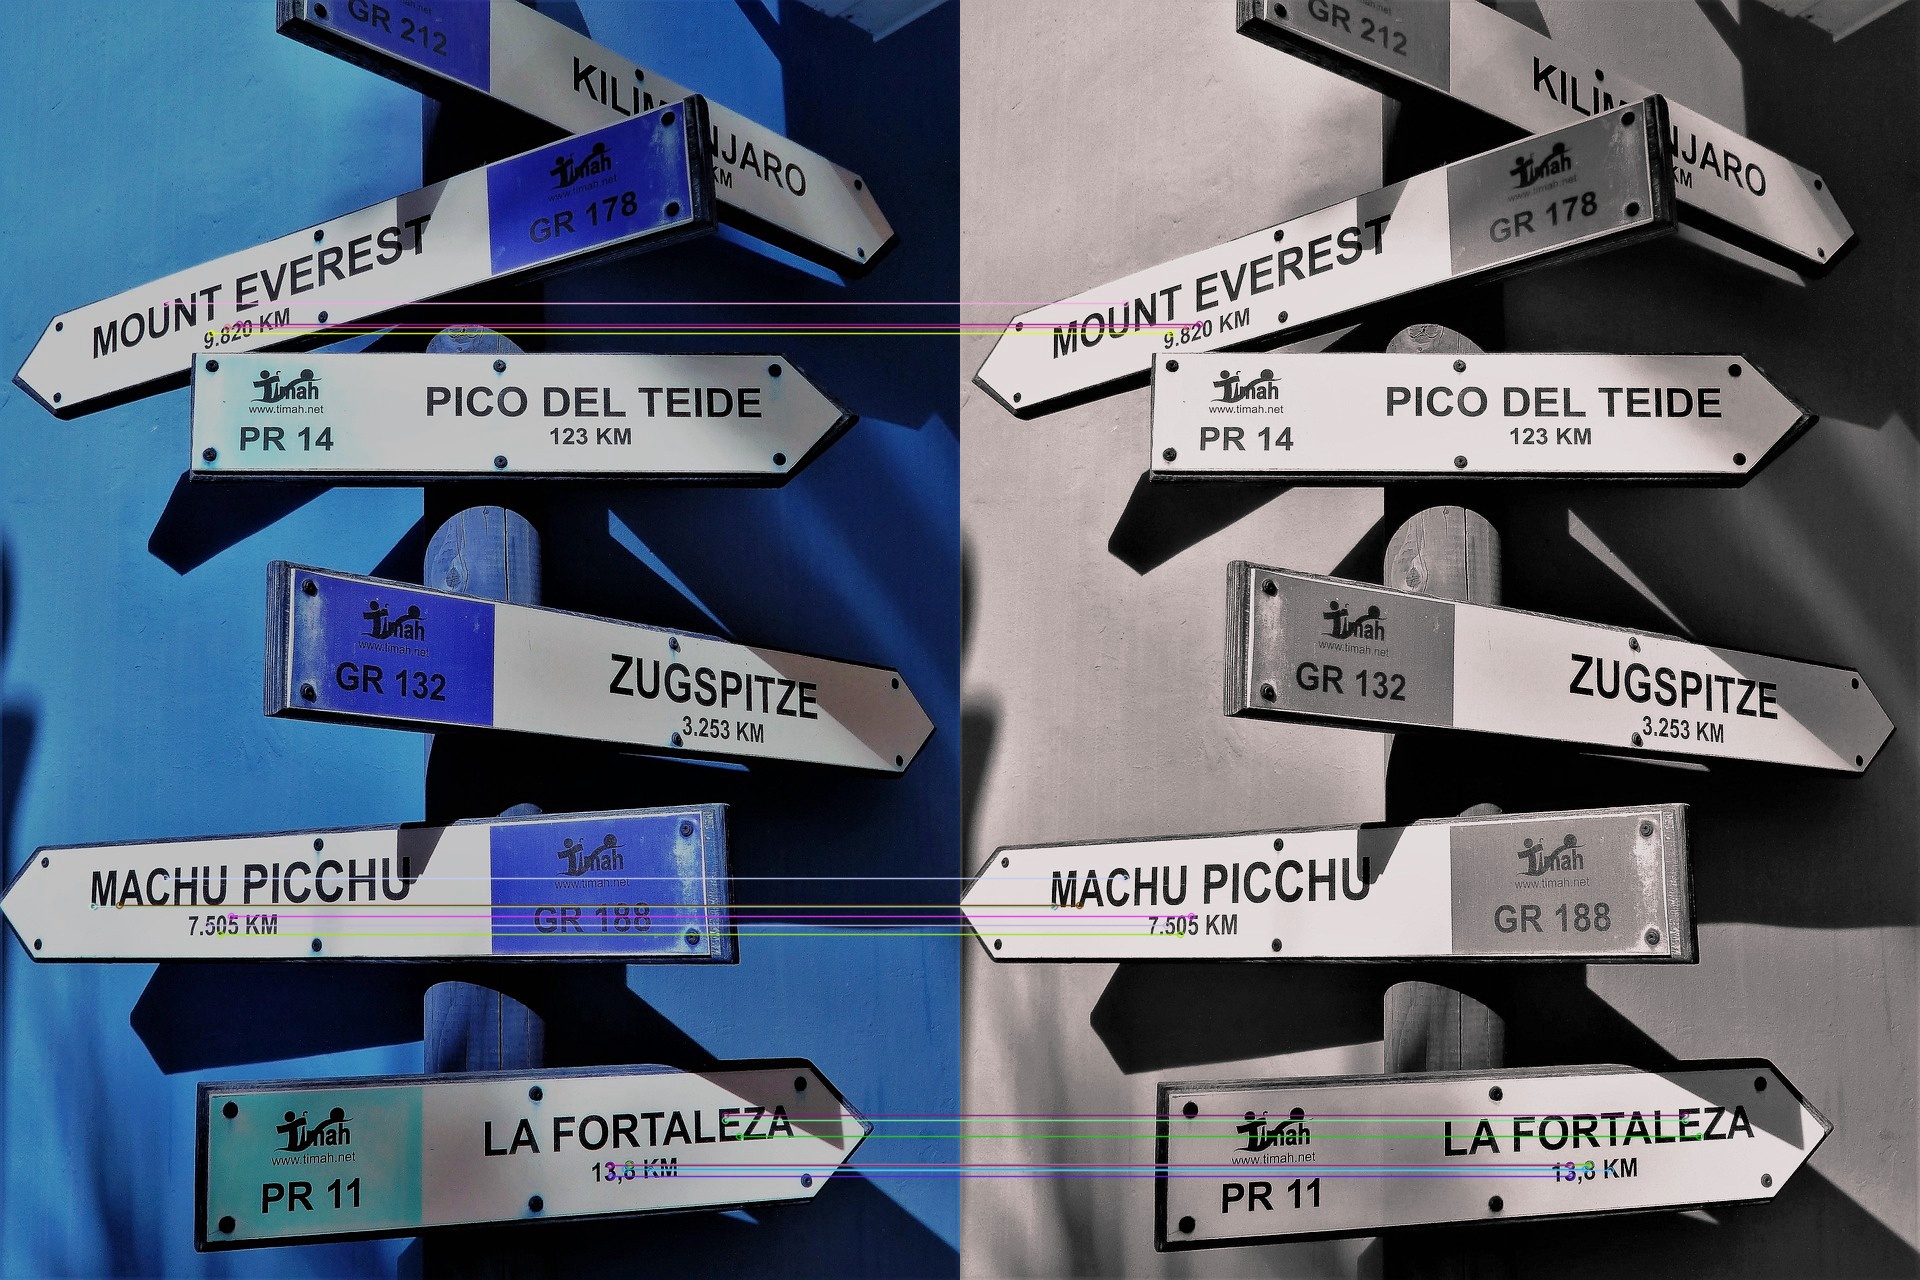 GR 212
KILIM NJARO
KM
Timah
www.timah.net
GR 178
MOUNT EVEREST
9.820 KM
Timah
www.timah.net
PR 14
PICO DEL TEIDE
123 KM
Timah
www.timah.net
GR 132
ZUGSPITZE
3.253 KM
MACHU PICCHU
7.505 KM
Timah
www.timah.net
GR 188
Timah
www.timah.net
PR 11
LA FORTALEZA
13,8 KM
GR 212
KILIM NJARO
KM
Timah
www.timah.net
GR 178
MOUNT EVEREST
9.820 KM
Timah
www.timah.net
PR 14
PICO DEL TEIDE
123 KM
Timah
www.timah.net
GR 132
ZUGSPITZE
3.253 KM
MACHU PICCHU
7.505 KM
Timah
www.timah.net
GR 188
Timah
www.timah.net
PR 11
LA FORTALEZA
13,8 KM